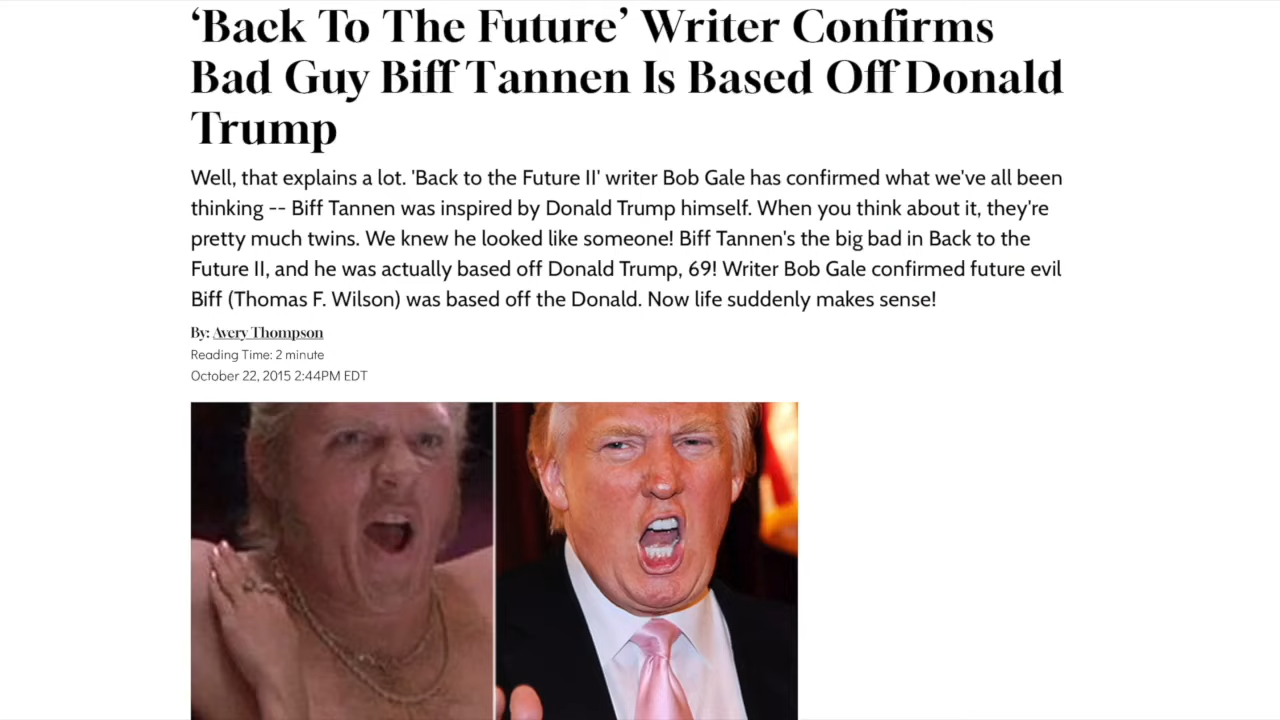 ‘Back To The Future’ Writer Confirms
Bad Guy Biff Tannen Is Based Off Donald
Trump
Well, that explains a lot. 'Back to the Future II' writer Bob Gale has confirmed what we've all been
thinking -- Biff Tannen was inspired by Donald Trump himself. When you think about it, they're
pretty much twins. We knew he looked like someone! Biff Tannen's the big bad in Back to the
Future II, and he was actually based off Donald Trump, 69! Writer Bob Gale confirmed future evil
Biff (Thomas F. Wilson) was based off the Donald. Now life suddenly makes sense!
By: Avery Thompson
Reading Time: 2 minute
October 22, 2015 2:44PM EDT